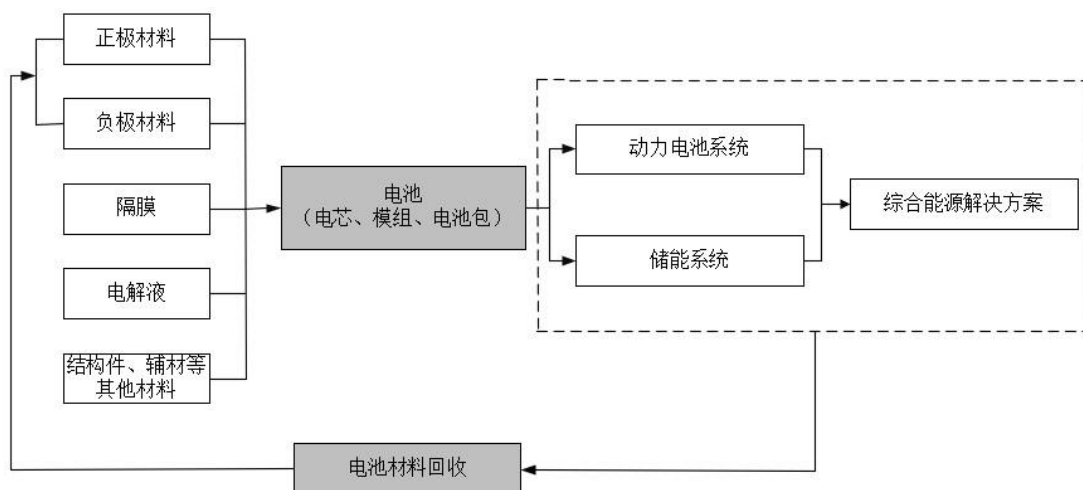 正极材料
负极材料
隔膜
电解液
结构件、辅材等
其他材料
电池
（电芯、模组、电池包）
动力电池系统
储能系统
综合能源解决方案
电池材料回收